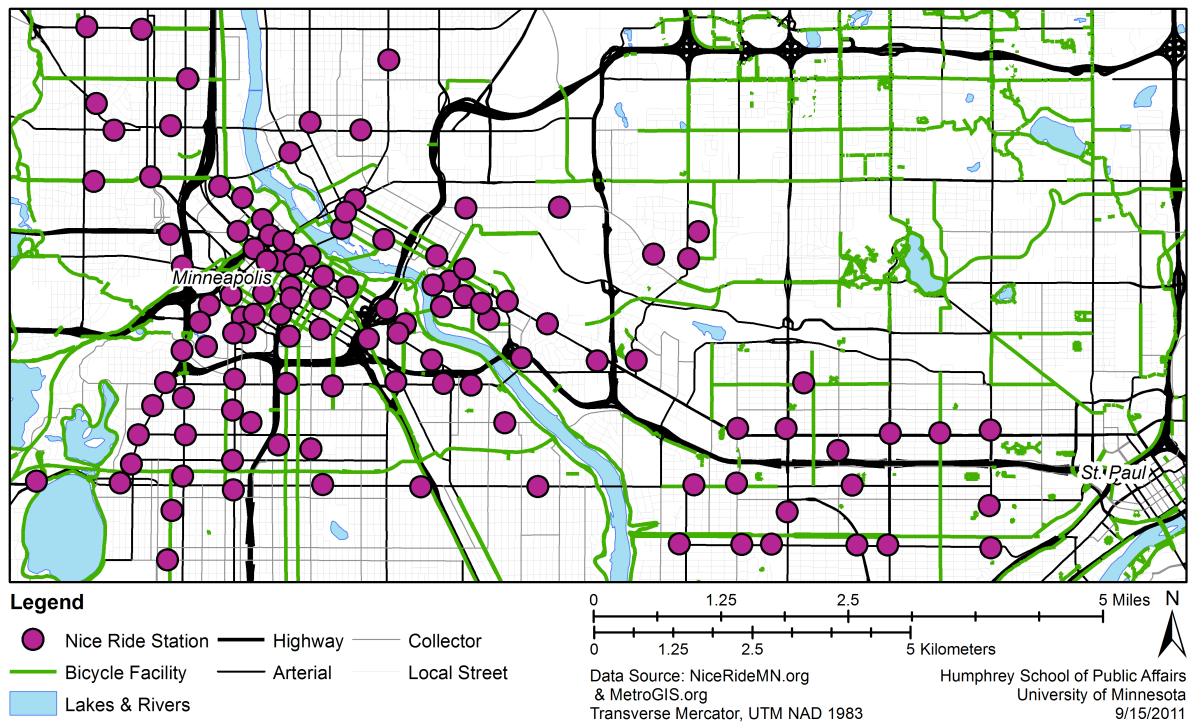 Minneapolis
St. Paul
Legend
Nice Ride Station
Highway
Collector
Bicycle Facility
Arterial
Local Street
Lakes & Rivers
0 1.25 2.5 5 Miles
0 1.25 2.5 5 Kilometers
N
Data Source: NiceRideMN.org
& MetroGIS.org
Transverse Mercator, UTM NAD 1983
Humphrey School of Public Affairs
University of Minnesota
9/15/2011